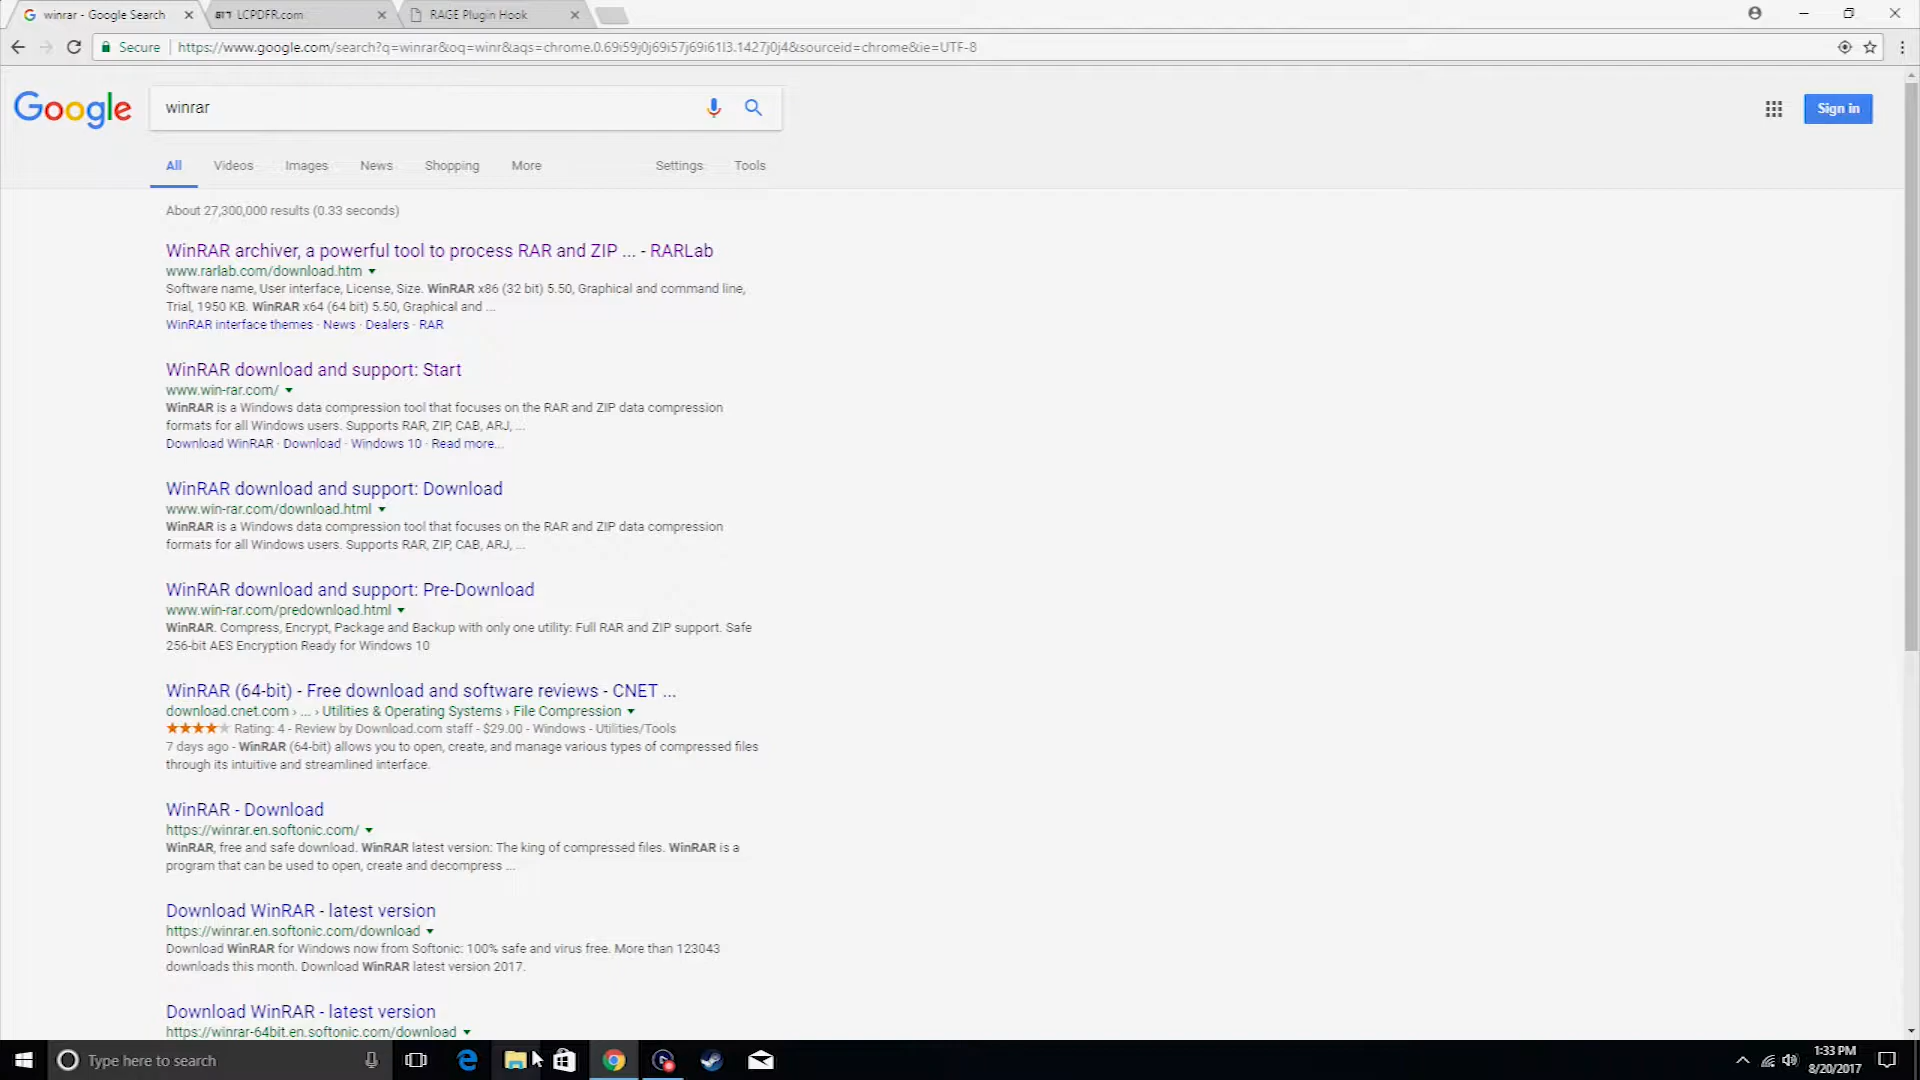 winrar - Google Search
LCPDFR.com
RAGE Plugin Hook
Secure
https://www.google.com/search?q=winrar&oq=winr&aqs=chrome.0.69i59j0j69i57j69i61l3.1427j0j4&sourceid=chrome&ie=UTF-8
Google
winrar
Sign in
All Videos Images News Shopping More Settings Tools
About 27,300,000 results (0.33 seconds)
WinRAR archiver, a powerful tool to process RAR and ZIP ... - RARLab
www.rarlab.com/download.htm
Software name, User interface, License, Size. WinRAR x86 (32 bit) 5.50, Graphical and command line,
Trial, 1950 KB. WinRAR x64 (64 bit) 5.50, Graphical and ...
WinRAR interface themes · News · Dealers · RAR
WinRAR download and support: Start
www.win-rar.com/
WinRAR is a Windows data compression tool that focuses on the RAR and ZIP data compression
formats for all Windows users. Supports RAR, ZIP, CAB, ARJ, ...
Download WinRAR · Download · Windows 10 · Read more...
WinRAR download and support: Download
www.win-rar.com/download.html
WinRAR is a Windows data compression tool that focuses on the RAR and ZIP data compression
formats for all Windows users. Supports RAR, ZIP, CAB, ARJ, ...
WinRAR download and support: Pre-Download
www.win-rar.com/predownload.html
WinRAR. Compress, Encrypt, Package and Backup with only one utility: Full RAR and ZIP support. Safe
256-bit AES Encryption Ready for Windows 10
WinRAR (64-bit) - Free download and software reviews - CNET ...
download.cnet.com › ... › Utilities & Operating Systems › File Compression
Rating: 4 - Review by Download.com staff - $29.00 - Windows - Utilities/Tools
7 days ago - WinRAR (64-bit) allows you to open, create, and manage various types of compressed files
through its intuitive and streamlined interface.
WinRAR - Download
https://winrar.en.softonic.com/
WinRAR, free and safe download. WinRAR latest version: The king of compressed files. WinRAR is a
program that can be used to open, create and decompress ...
Download WinRAR - latest version
https://winrar.en.softonic.com/download
Download WinRAR for Windows now from Softonic: 100% safe and virus free. More than 123043
downloads this month. Download WinRAR latest version 2017.
Download WinRAR - latest version
https://winrar-64bit.en.softonic.com/download
Type here to search
1:33 PM
8/20/2017